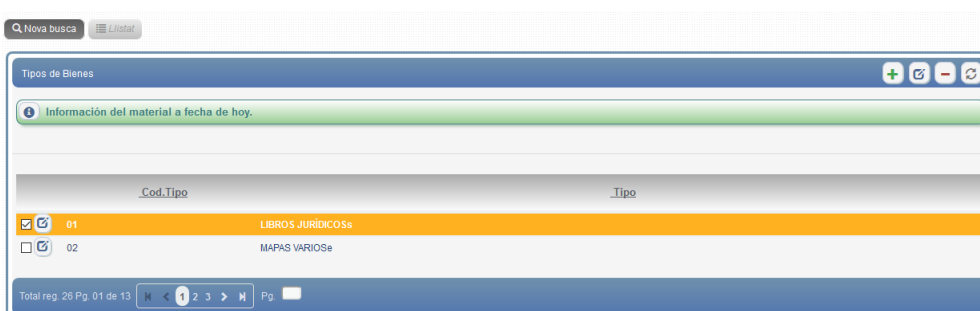 Nova busca Llistat
Tipos de Bienes
Información del material a fecha de hoy.
Cod.Tipo Tipo
01 LIBROS JURÍDICOSs
02 MAPAS VARIOSe
Total reg. 26 Pg. 01 de 13 1 2 3 Pg.